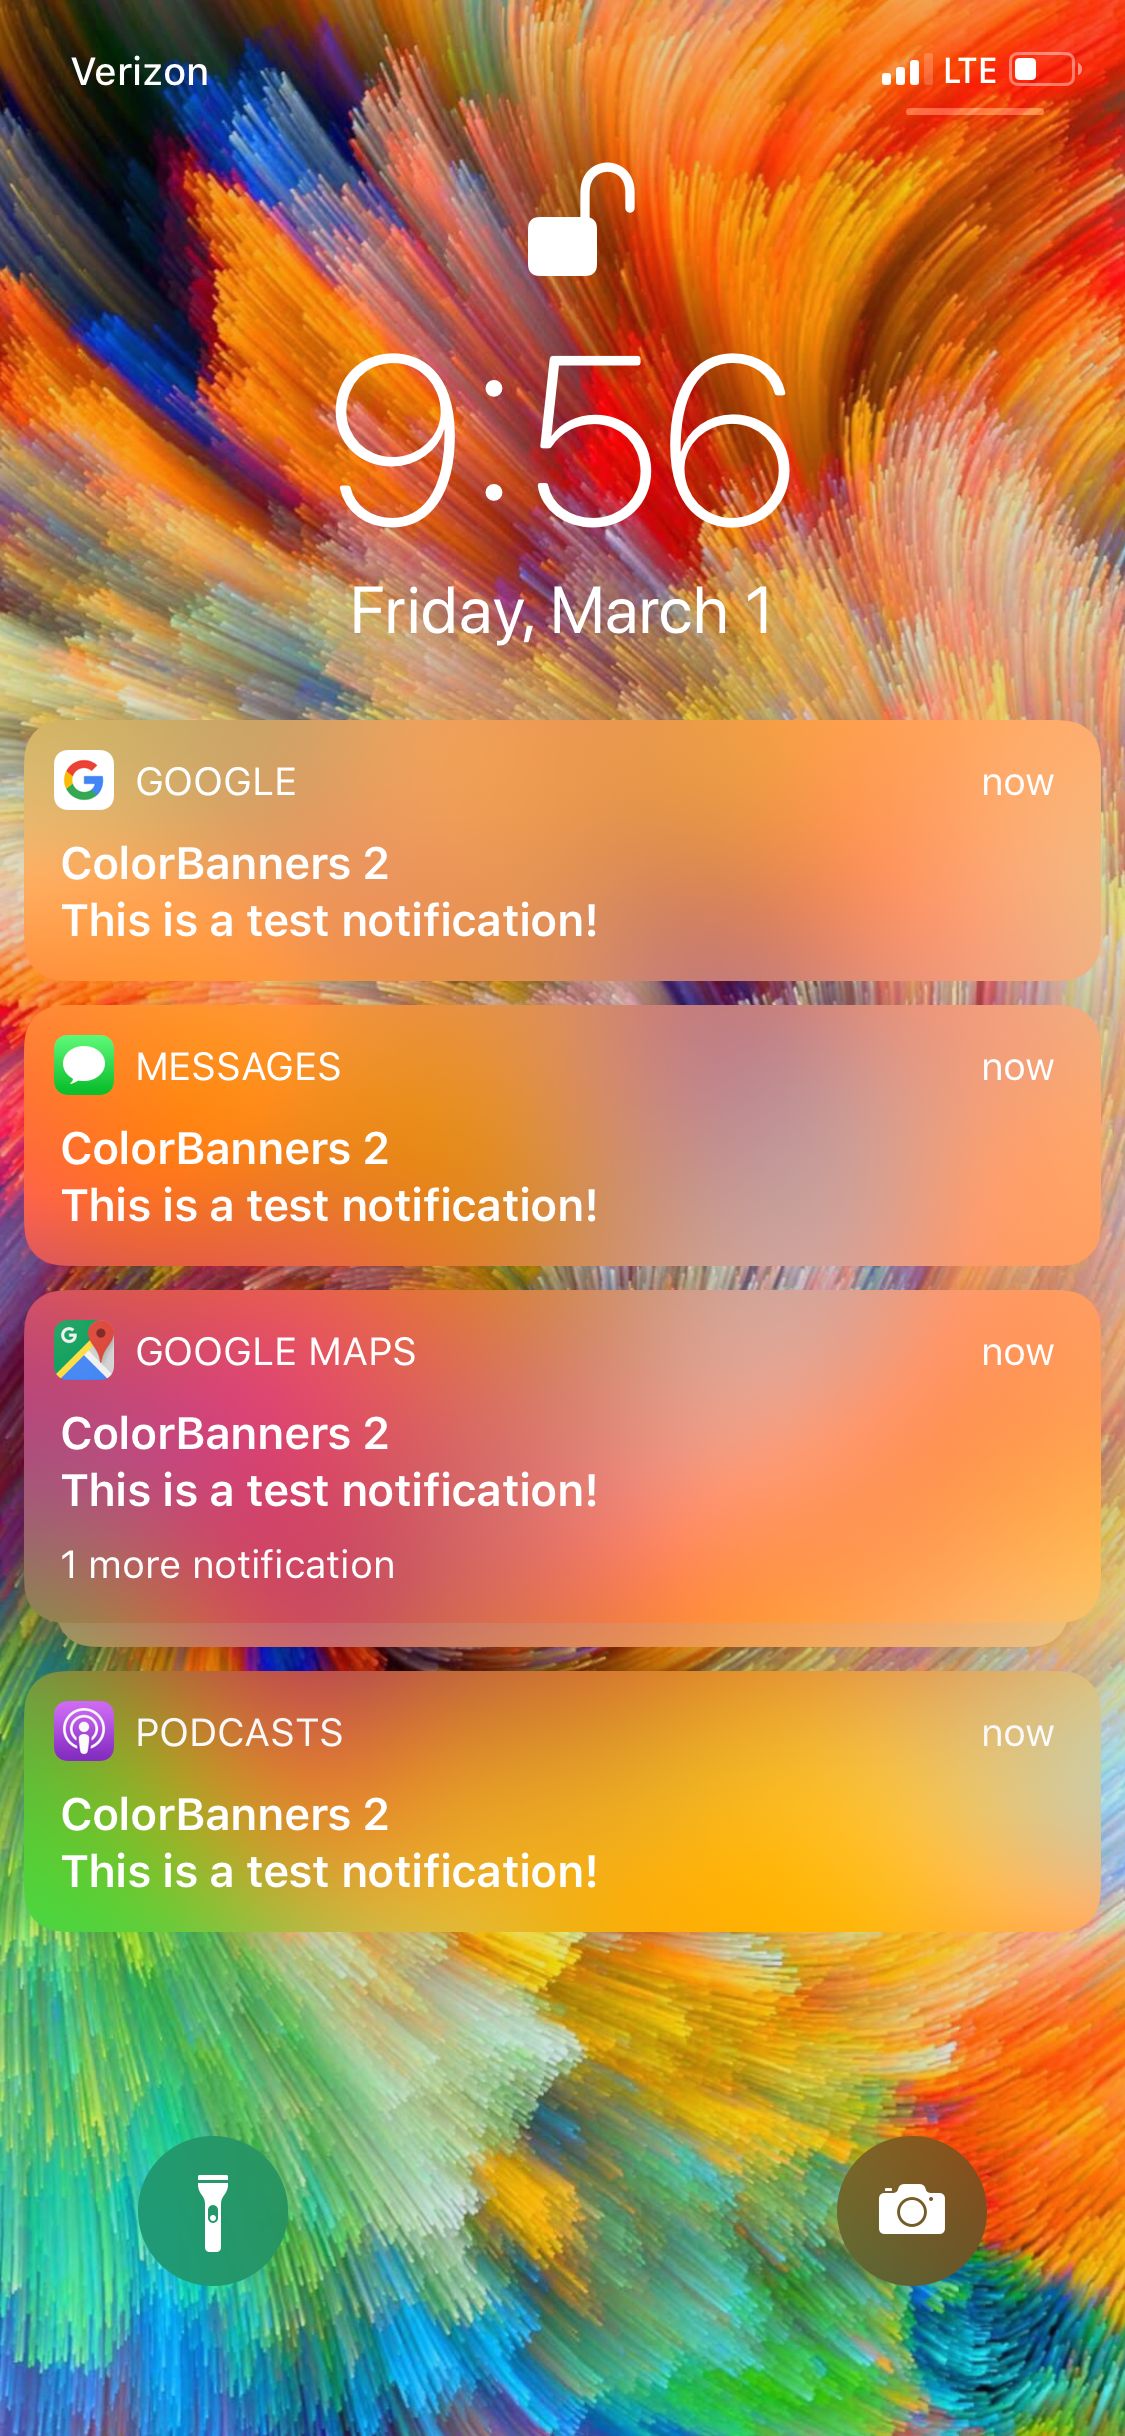 Verizon
LTE
9:56
Friday, March 1
GOOGLE
now
ColorBanners 2
This is a test notification!
MESSAGES
now
ColorBanners 2
This is a test notification!
G
GOOGLE MAPS
now
ColorBanners 2
This is a test notification!
1 more notification
PODCASTS
now
ColorBanners 2
This is a test notification!